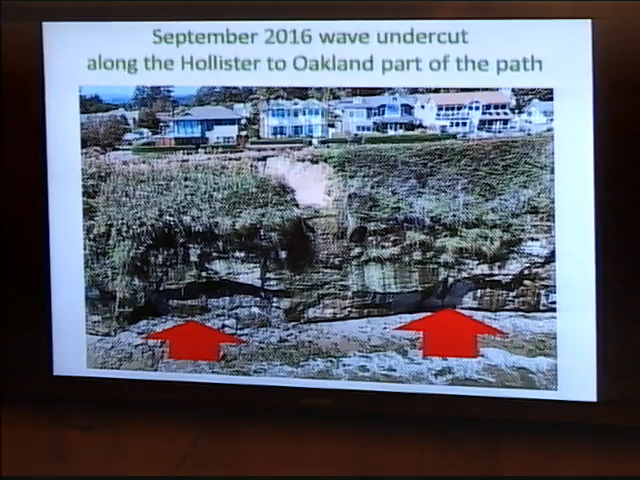 September 2016 wave undercut
along the Hollister to Oakland part of the path